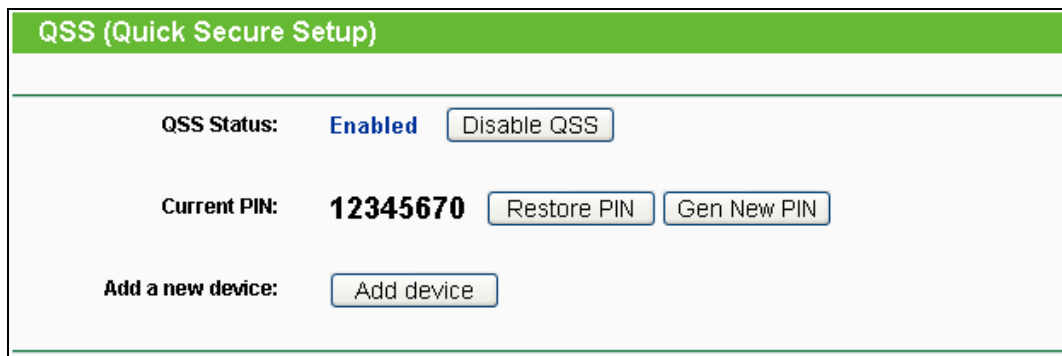 QSS (Quick Secure Setup)
QSS Status: Enabled Disable QSS
Current PIN: 12345670 Restore PIN Gen New PIN
Add a new device: Add device